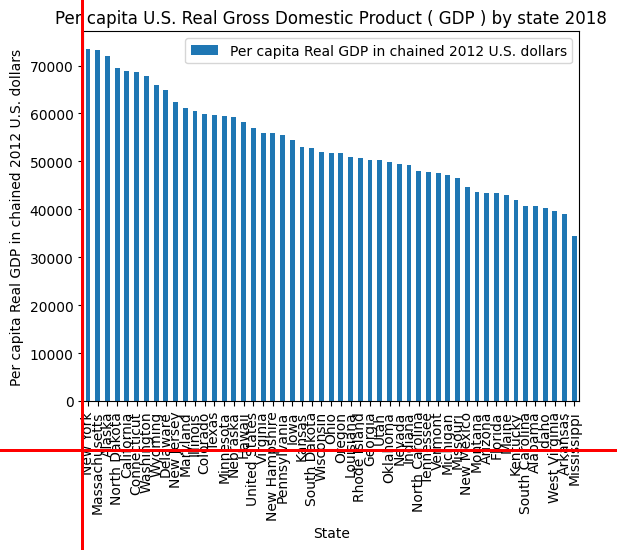 Per capita U.S. Real Gross Domestic Product ( GDP ) by state 2018
Per capita Real GDP in chained 2012 U.S. dollars
Per capita Real GDP in chained 2012 U.S. dollars
70000
60000
50000
40000
30000
20000
10000
0
New York
Massachusetts
Alaska
North Dakota
California
Connecticut
Washington
Wyoming
Delaware
New Jersey
Maryland
Illinois
Colorado
Texas
Minnesota
Nebraska
Hawaii
United States
Virginia
New Hampshire
Pennsylvania
Iowa
Kansas
South Dakota
Wisconsin
Ohio
Oregon
Louisiana
Rhode Island
Georgia
Utah
Oklahoma
Nevada
Indiana
North Carolina
Tennessee
Vermont
Michigan
Missouri
New Mexico
Montana
Arizona
Florida
Maine
Kentucky
South Carolina
Alabama
Idaho
West Virginia
Arkansas
Mississippi
State